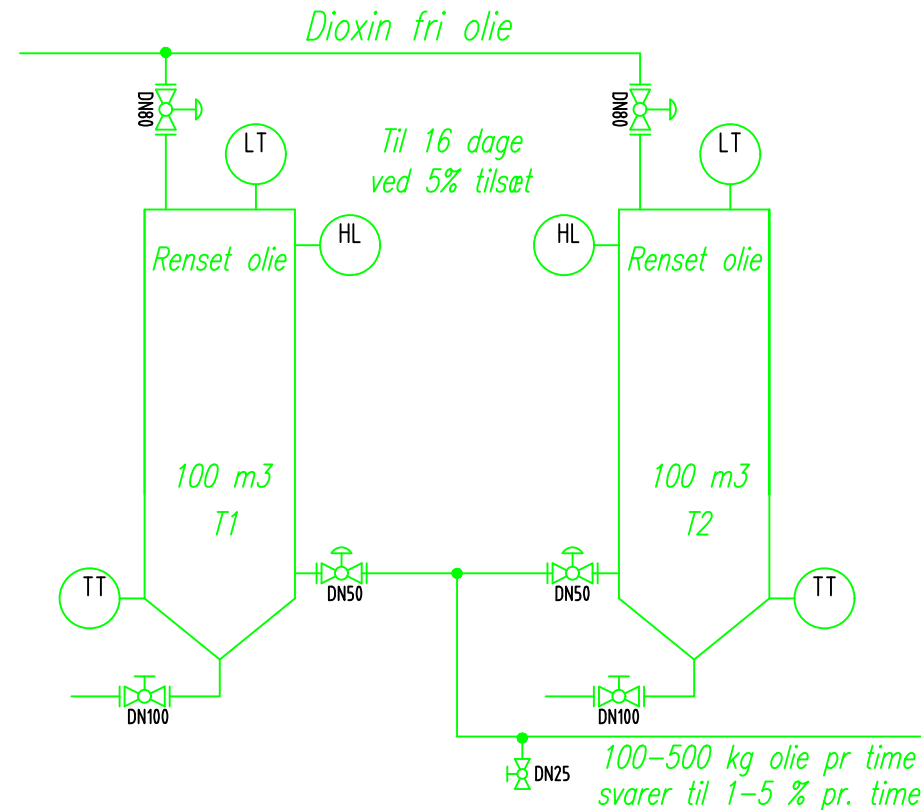 Dioxin fri olie
DN80
DN80
LT
Til 16 dage
ved 5% tilsæt
LT
HL
HL
Renset olie
Renset olie
100 m3
T1
100 m3
T2
TT
DN50
DN50
TT
DN100
DN100
DN25
100-500 kg olie pr time
svarer til 1-5 % pr. time